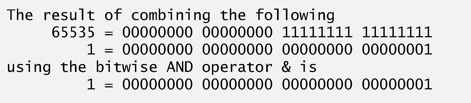 The result of combining the following
65535 = 00000000 00000000 11111111 11111111
1 = 00000000 00000000 00000000 00000001
using the bitwise AND operator & is
1 = 00000000 00000000 00000000 00000001